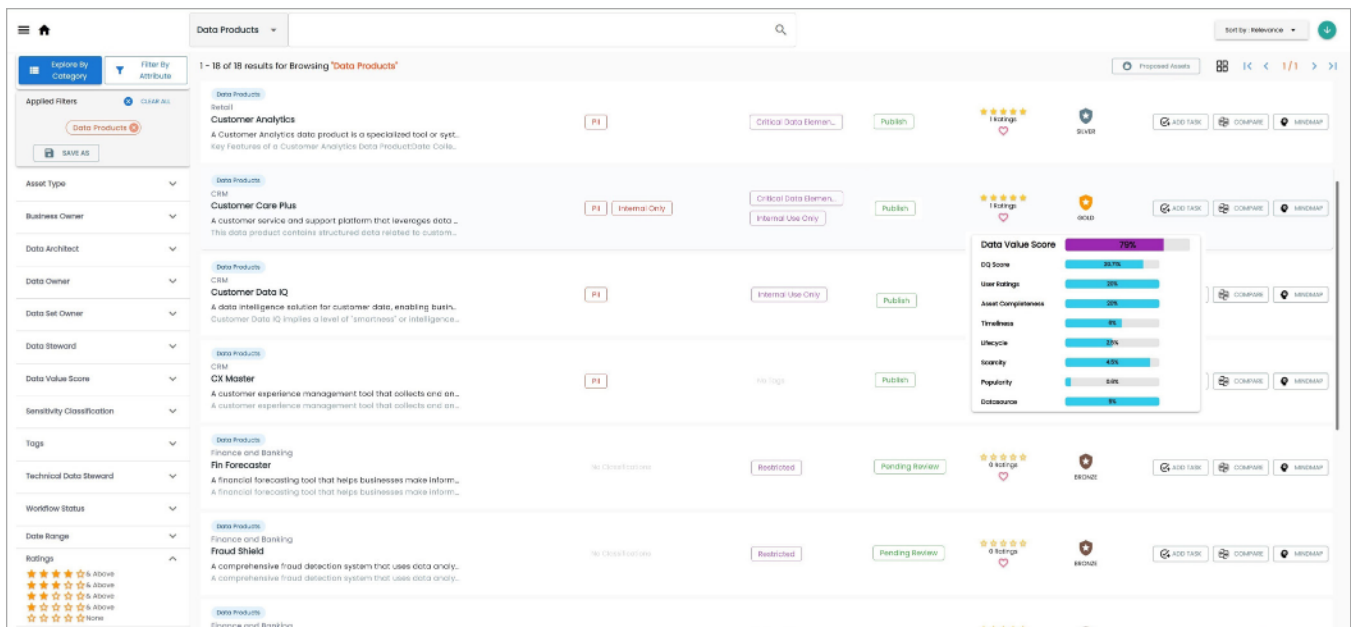 Data Products
Sort by : Relevance
Explore By Category
Filter By Attribute
1 - 18 of 18 results for Browsing "Data Products"
Proposed Assets
1/1
Applied Filters
CLEAR ALL
Data Products
SAVE AS
Asset Type
Business Owner
Data Architect
Data Owner
Data Set Owner
Data Steward
Data Value Score
Sensitivity Classification
Tags
Technical Data Steward
Workflow Status
Date Range
Ratings
& Above
& Above
& Above
& Above
None
Data Products
Retail
Customer Analytics
A Customer Analytics data product is a specialized tool or syst...
Key Features of a Customer Analytics Data Product:Data Colle...
PII
Critical Data Elemen...
Publish
1 Ratings
SILVER
ADD TASK
COMPARE
MINDMAP
Data Products
CRM
Customer Care Plus
A customer service and support platform that leverages data ...
This data product contains structured data related to custom...
PII
Internal Only
Critical Data Elemen...
Internal Use Only
Publish
1 Ratings
GOLD
ADD TASK
COMPARE
MINDMAP
Data Value Score
79%
DQ Score
User Ratings
20%
Asset Completeness
20%
Timeliness
Lifecycle
Scarcity
4.5%
Popularity
Datasource
Data Products
CRM
Customer Data IQ
A data intelligence solution for customer data, enabling busin...
Customer Data IQ implies a level of "smartness" or intelligence...
PII
Internal Use Only
Publish
COMPARE
MINDMAP
Data Products
CRM
CX Master
A customer experience management tool that collects and an...
A customer experience management tool that collects and an...
PII
No Tags
Publish
COMPARE
MINDMAP
Data Products
Finance and Banking
Fin Forecaster
A financial forecasting tool that helps businesses make inform...
A financial forecasting tool that helps businesses make inform...
Restricted
Pending Review
0 Ratings
BRONZE
ADD TASK
COMPARE
MINDMAP
Data Products
Finance and Banking
Fraud Shield
A comprehensive fraud detection system that uses data analy...
A comprehensive fraud detection system that uses data analy...
Restricted
Pending Review
0 Ratings
BRONZE
ADD TASK
COMPARE
MINDMAP
Data Products
Finance and Banking